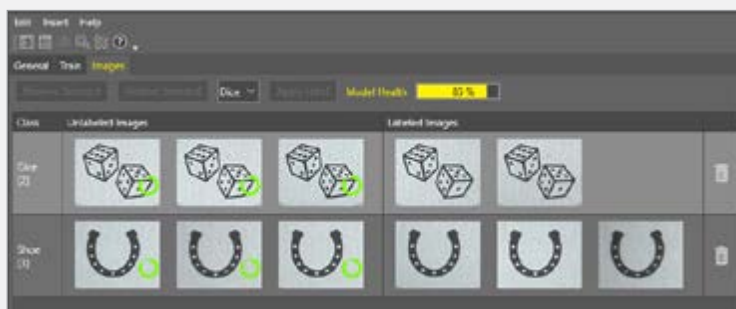 Edit Insert Help
General Train Images
Dice Model Health 83 %
Class Unlabeled Images Labeled Images
Dice
[2]
Shoe
[3]